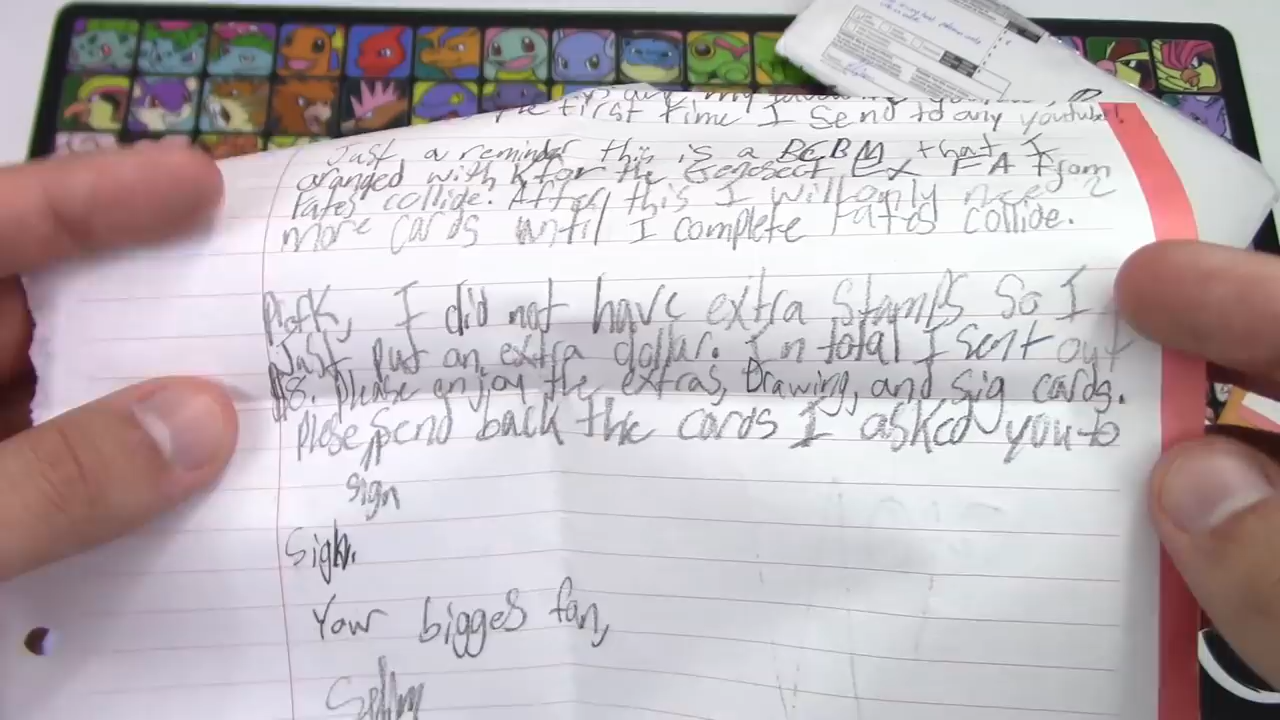 first time I send to any youtuber!
Just a reminder this is a BCBM that I
aranged with K for the Genesect EX FA from
Fates collide. After this I will only need 2
more cards until I complete Fates collide.
I did not have extra stamps so I
Just put an extra dollar. In total I sent out
$8. Please enjoy the extras, Drawing, and sig cards.
send back the cards I asked you to
sign
Sign.
Your bigges fan,